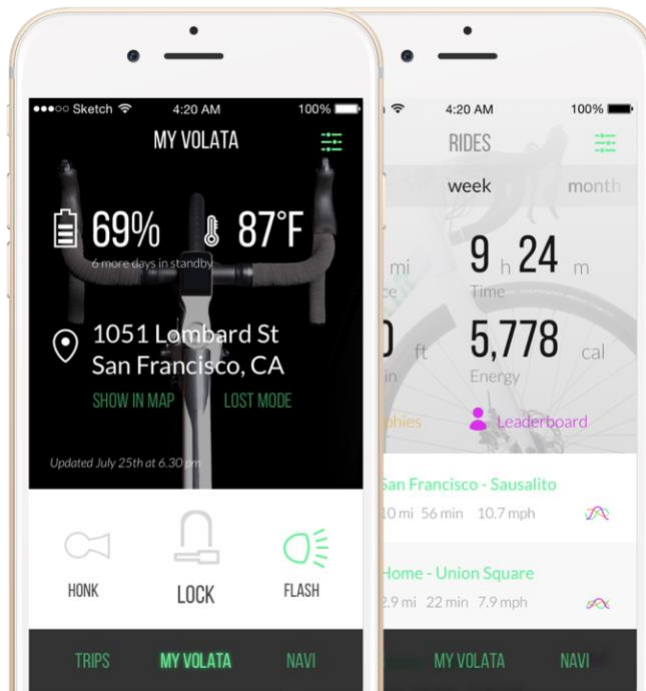 Sketch 4:20 AM 100%
MY VOLATA
69% 87°F
6 more days in standby
1051 Lombard St
San Francisco, CA
SHOW IN MAP LOST MODE
Updated July 25th at 6.30 pm
HONK LOCK FLASH
TRIPS MY VOLATA NAVI
4:20 AM 100%
RIDES
week month
mi 9 h 24 m
Time
ft 5,778 cal
Energy
Leaderboard
San Francisco - Sausalito
10 mi 56 min 10.7 mph
Home - Union Square
2.9 mi 22 min 7.9 mph
MY VOLATA NAVI